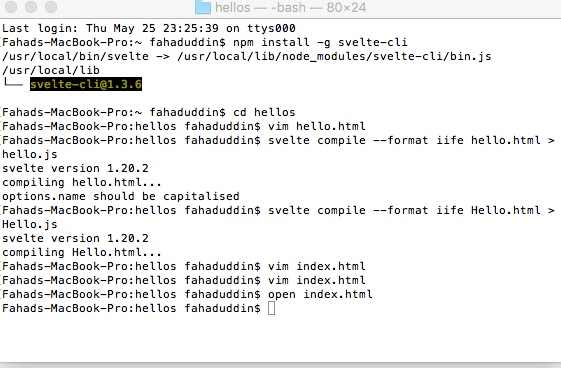 hellos — -bash — 80×24
Last login: Thu May 25 23:25:39 on ttys000
[Fahads-MacBook-Pro:~ fahaduddin$ npm install -g svelte-cli
/usr/local/bin/svelte -> /usr/local/lib/node_modules/svelte-cli/bin.js
/usr/local/lib
└── svelte-cli@1.3.6

[Fahads-MacBook-Pro:~ fahaduddin$ cd hellos
[Fahads-MacBook-Pro:hellos fahaduddin$ vim hello.html
[Fahads-MacBook-Pro:hellos fahaduddin$ svelte compile --format iife hello.html >
hello.js
svelte version 1.20.2
compiling hello.html...
options.name should be capitalised
[Fahads-MacBook-Pro:hellos fahaduddin$ svelte compile --format iife Hello.html >
Hello.js
svelte version 1.20.2
compiling Hello.html...
[Fahads-MacBook-Pro:hellos fahaduddin$ vim index.html
[Fahads-MacBook-Pro:hellos fahaduddin$ vim index.html
[Fahads-MacBook-Pro:hellos fahaduddin$ open index.html
Fahads-MacBook-Pro:hellos fahaduddin$